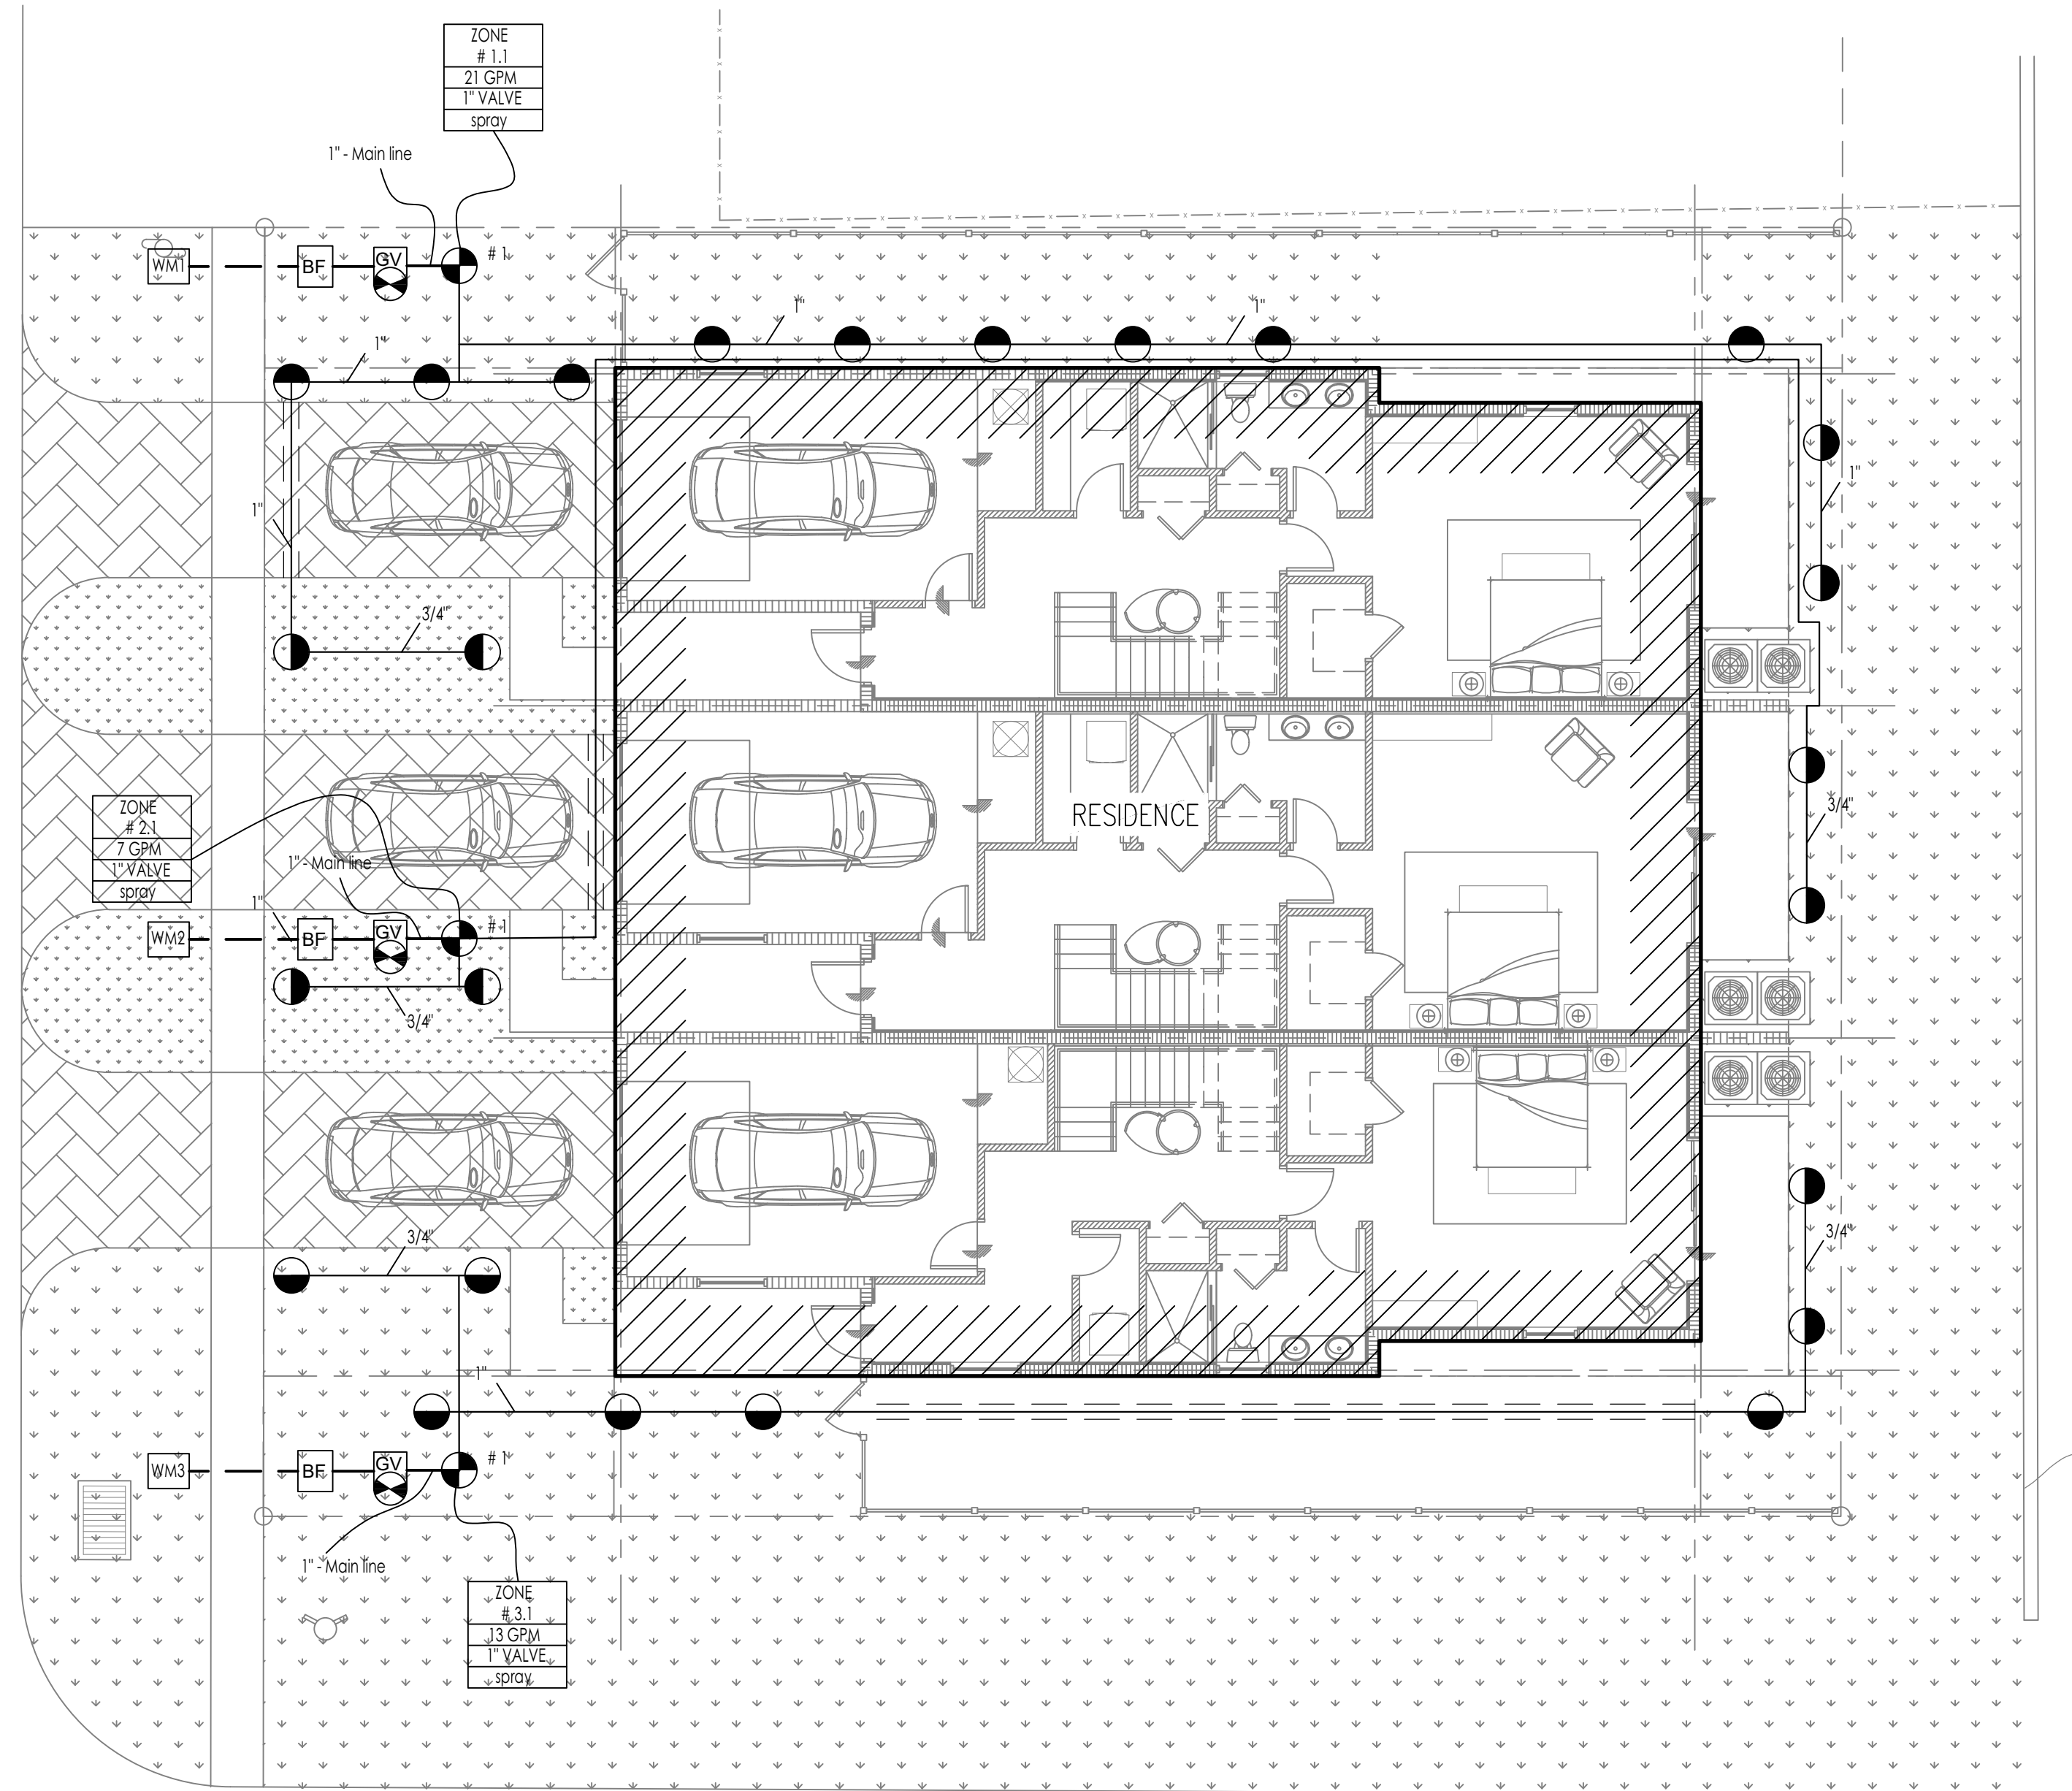 ZONE
# 1.1
21 GPM
1" VALVE
spray
1" - Main line
WM1
BF
GV
# 1
1"
1"
1"
1"
1"
3/4"
ZONE
# 2.1
7 GPM
1" VALVE
spray
RESIDENCE
3/4"
1" - Main line
1"
WM2
BF
GV
# 1
3/4"
3/4"
3/4"
1"
WM3
BF
GV
# 1
1" - Main line
ZONE
# 3.1
13 GPM
1" VALVE
spray